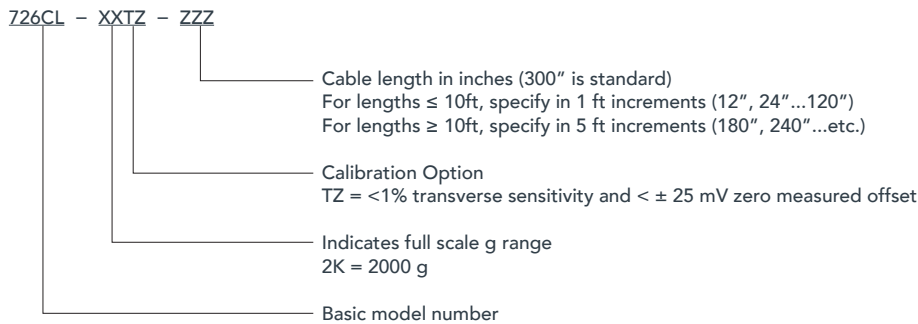 726CL – XXTZ – ZZZ
Cable length in inches (300” is standard)
For lengths ≤ 10ft, specify in 1 ft increments (12”, 24”...120”)
For lengths ≥ 10ft, specify in 5 ft increments (180”, 240”...etc.)
Calibration Option
TZ = <1% transverse sensitivity and < ± 25 mV zero measured offset
Indicates full scale g range
2K = 2000 g
Basic model number